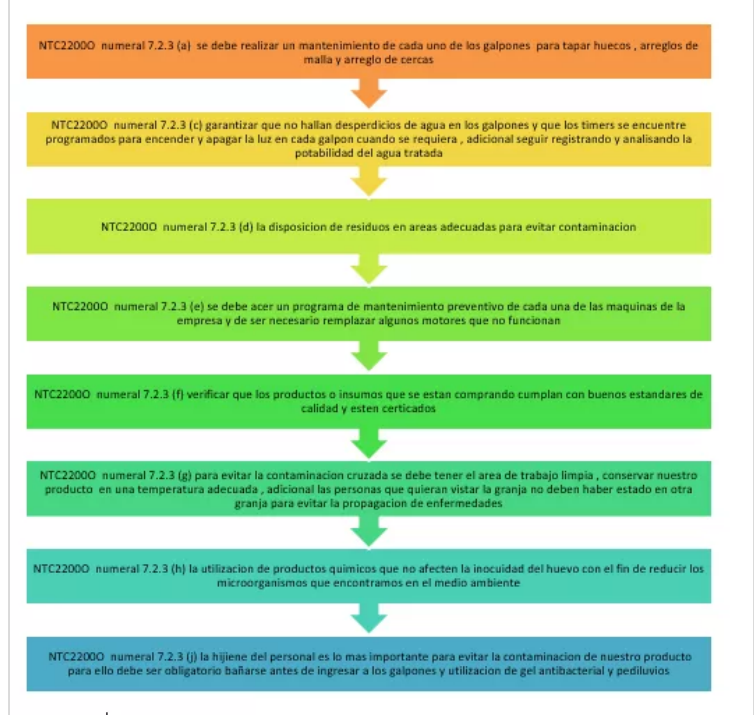 NTC2200O numeral 7.2.3 (a) se debe realizar un mantenimiento de cada uno de los galpones para tapar huecos , arreglos de
malla y arreglo de cercas
NTC2200O numeral 7.2.3 (c) garantizar que no hallan desperdicios de agua en los galpones y que los timers se encuentre
programados para encender y apagar la luz en cada galpon cuando se requiera , adicional seguir registrando y analisando la
potabilidad del agua tratada
NTC2200O numeral 7.2.3 (d) la disposicion de residuos en areas adecuadas para evitar contaminacion
NTC2200O numeral 7.2.3 (e) se debe acer un programa de mantenimiento preventivo de cada una de las maquinas de la
empresa y de ser necesario remplazar algunos motores que no funcionan
NTC2200O numeral 7.2.3 (f) verificar que los productos o insumos que se estan comprando cumplan con buenos estandares de
calidad y esten certicados
NTC2200O numeral 7.2.3 (g) para evitar la contaminacion cruzada se debe tener el area de trabajo limpia , conservar nuestro
producto en una temperatura adecuada , adicional las personas que quieran vistar la granja no deben haber estado en otra
granja para evitar la propagacion de enfermedades
NTC2200O numeral 7.2.3 (h) la utilizacion de productos quimicos que no afecten la inocuidad del huevo con el fin de reducir los
microorganismos que encontramos en el medio ambiente
NTC2200O numeral 7.2.3 (j) la hijiene del personal es lo mas importante para evitar la contaminacion de nuestro producto
para ello debe ser obligatorio bañarse antes de ingresar a los galpones y utilizacion de gel antibacterial y pediluvios